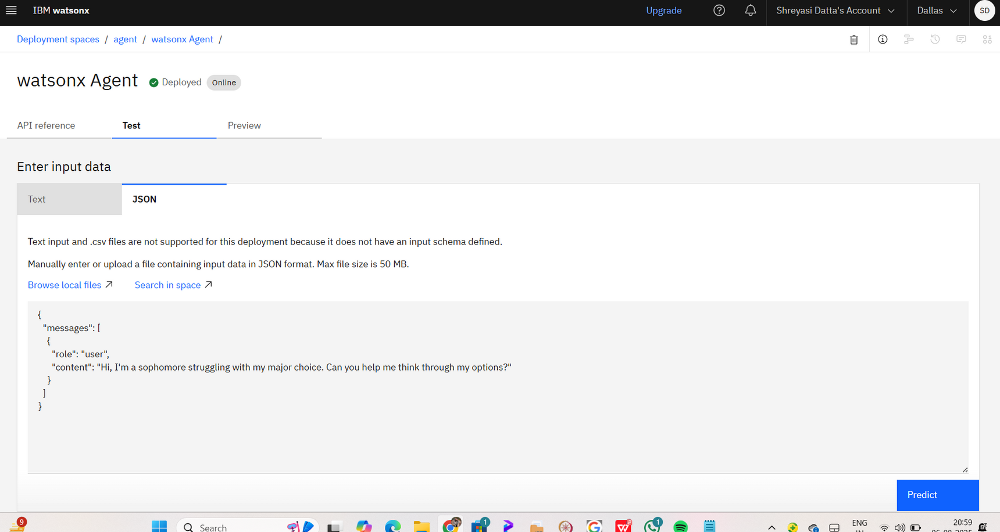 IBM watsonx
Upgrade
Shreyasi Datta's Account
Dallas
SD
Deployment spaces / agent / watsonx Agent /
watsonx Agent
Deployed
Online
API reference
Test
Preview
Enter input data
Text
JSON
Text input and .csv files are not supported for this deployment because it does not have an input schema defined.
Manually enter or upload a file containing input data in JSON format. Max file size is 50 MB.
Browse local files
Search in space
{
"messages": [
{
"role": "user",
"content": "Hi, I'm a sophomore struggling with my major choice. Can you help me think through my options?"
}
]
}
Predict
9
Search
1
1
ENG
20:59